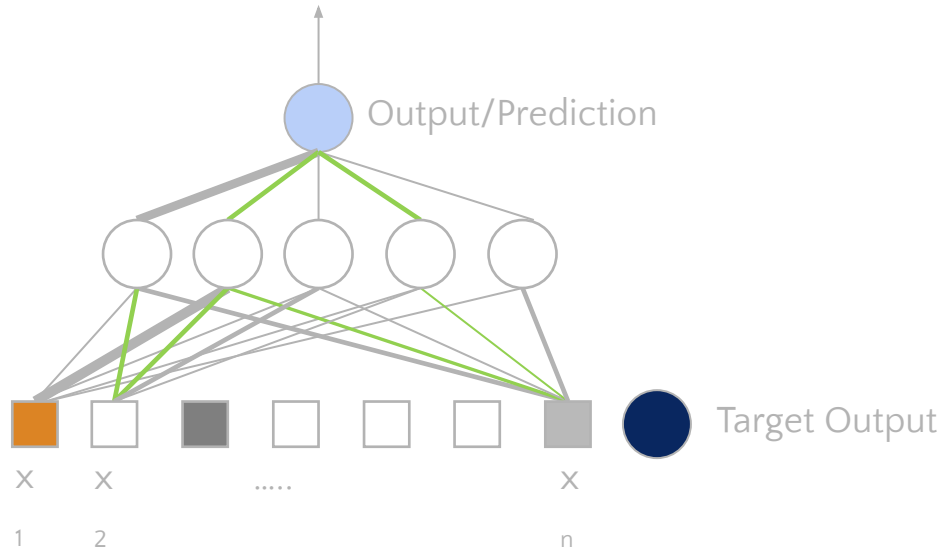 Output/Prediction
Target Output
x x ..... x
1 2 n